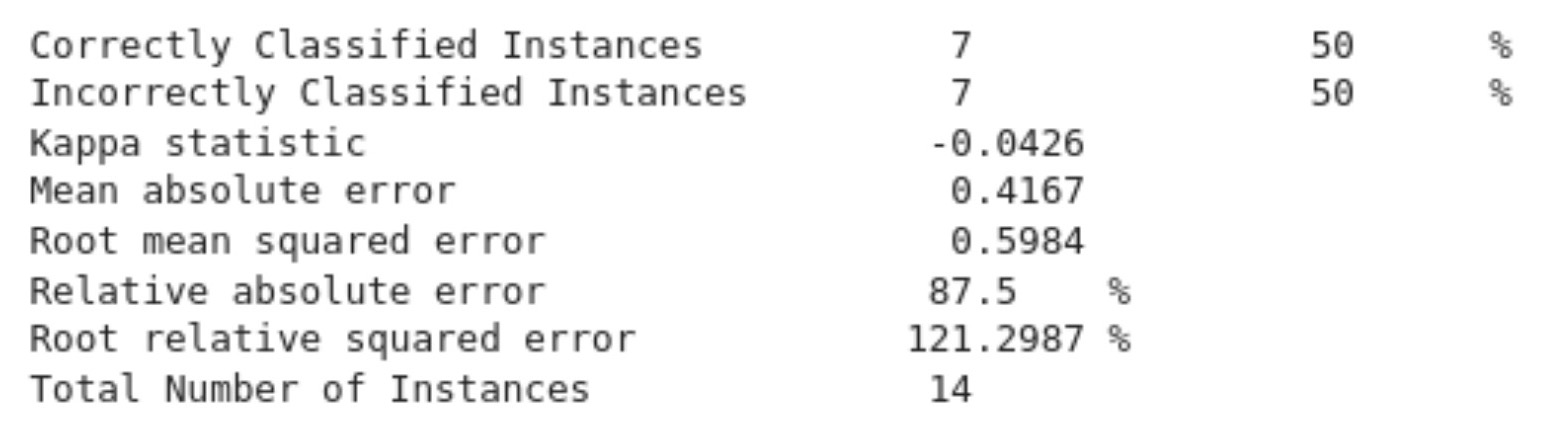 Correctly Classified Instances 7 50 %
Incorrectly Classified Instances 7 50 %
Kappa statistic -0.0426
Mean absolute error 0.4167
Root mean squared error 0.5984
Relative absolute error 87.5 %
Root relative squared error 121.2987 %
Total Number of Instances 14